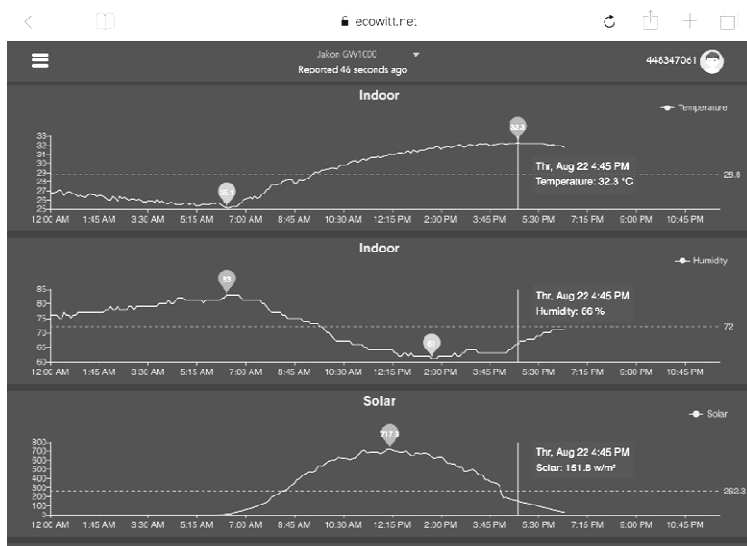 ecowitt.net
Jakon GW1000
Reported 46 seconds ago
448347061
Indoor
Temperature
32.3
33
32
31
30
29
28
27
26
25
29.8
Thr, Aug 22 4:45 PM
Temperature: 32.3 °C
12:00 AM 1:45 AM 3:30 AM 5:15 AM 7:00 AM 8:45 AM 10:30 AM 12:15 PM 2:00 PM 3:45 PM 5:30 PM 7:15 PM 9:00 PM 10:45 PM
Indoor
Humidity
83
85
80
75
70
65
60
61
72
Thr, Aug 22 4:45 PM
Humidity: 66 %
12:00 AM 1:45 AM 3:30 AM 5:15 AM 7:00 AM 8:45 AM 10:30 AM 12:15 PM 2:00 PM 3:45 PM 5:30 PM 7:15 PM 9:00 PM 10:45 PM
Solar
Solar
717.3
800
700
600
500
400
300
200
100
0
262.3
Thr, Aug 22 4:45 PM
Solar: 151.8 w/m²
12:00 AM 1:45 AM 3:30 AM 5:15 AM 7:00 AM 8:45 AM 10:30 AM 12:15 PM 2:00 PM 3:45 PM 5:30 PM 7:15 PM 9:00 PM 10:45 PM